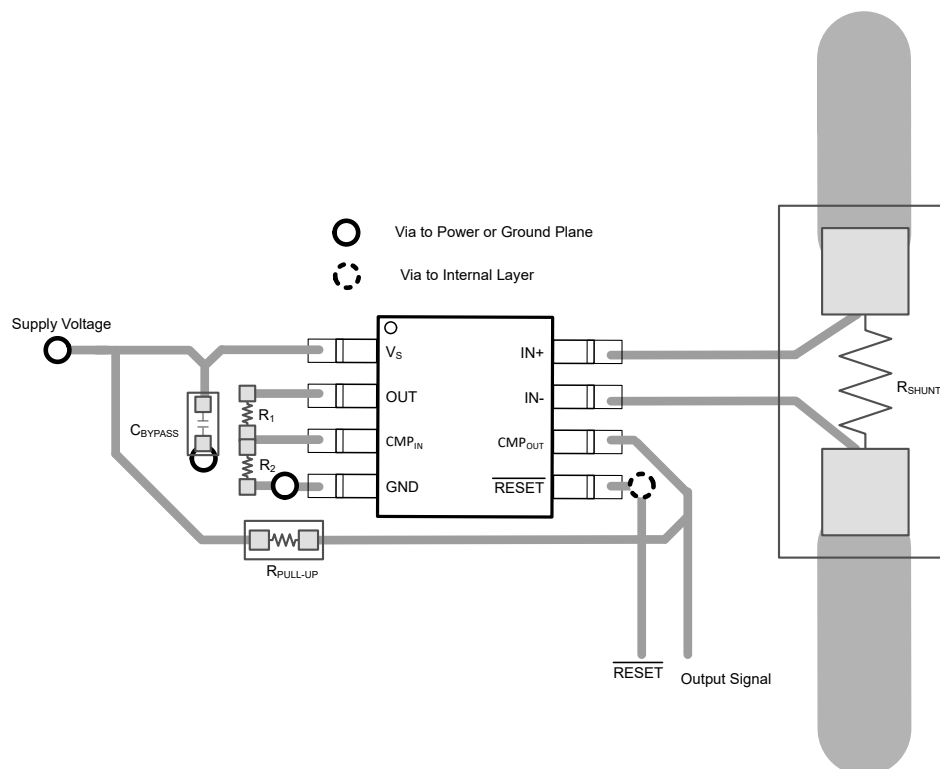 Via to Power or Ground Plane
Via to Internal Layer
Supply Voltage
VS
OUT
CMPIN
GND
IN+
IN-
CMPOUT
RESET
CBYPASS
R1
R2
RPULL-UP
RSHUNT
RESET
Output Signal